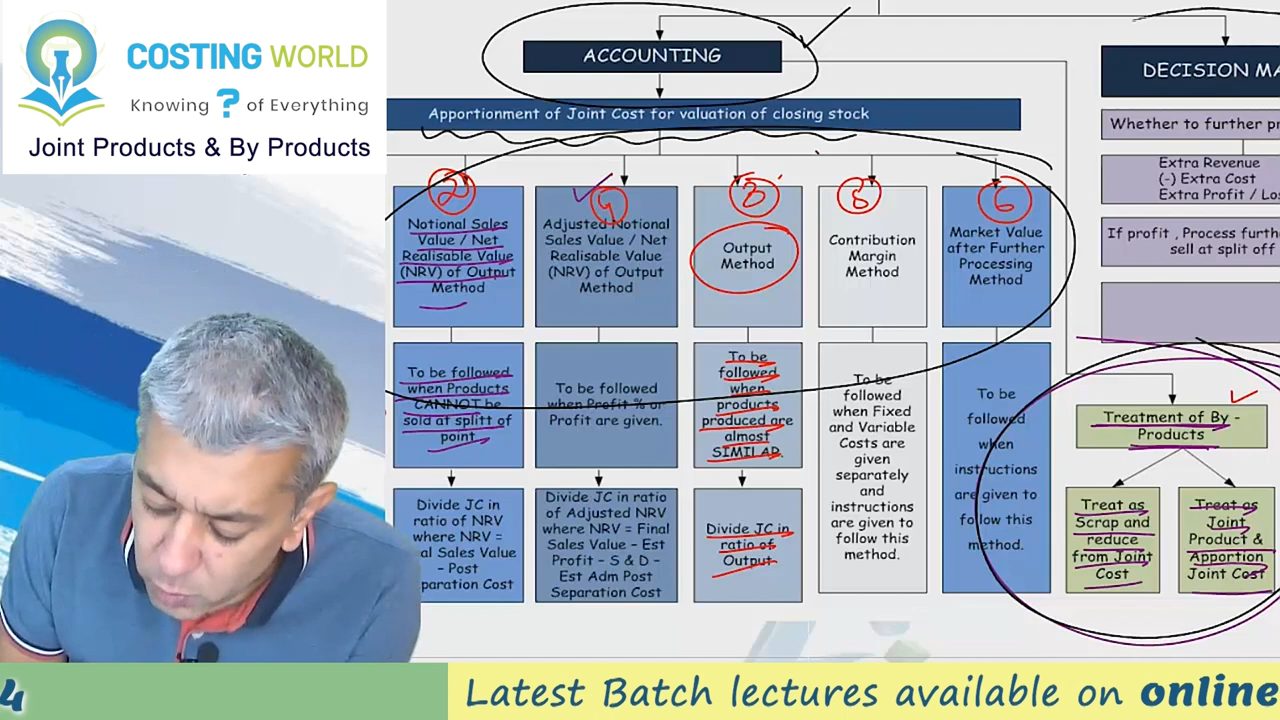 COSTING WORLD
Knowing ? of Everything
Joint Products & By Products
ACCOUNTING
Apportionment of Joint Cost for valuation of closing stock
2
Notional Sales
Value / Net
Realisable Value
(NRV) of Output
Method
To be followed
when Products
CANNOT be
sold at splitt of
point
Divide JC in
ratio of NRV
where NRV =
al Sales Value
- Post
paration Cost
Adjusted Notional
Sales Value / Net
Realisable Value
(NRV) of Output
Method
To be followed
when Profit % or
Profit are given.
Divide JC in ratio
of Adjusted NRV
where NRV = Final
Sales Value - Est
Profit - S & D -
Est Adm Post
Separation Cost
3
Output
Method
To be
followed
when
products
produced are
almost
SIMILAR.
Divide JC in
ratio of
Output
Contribution
Margin
Method
To be
followed
when Fixed
and Variable
Costs are
given
separately
and
instructions
are given to
follow this
method.
6
Market Value
after Further
Processing
Method
To be
followed
when
instructions
are given to
follow this
method.
DECISION MA
Whether to further pr
Extra Revenue
(-) Extra Cost
Extra Profit / Lo
If profit , Process furth
sell at split off
Treatment of By -
Products
Treat as
Scrap and
reduce
from Joint
Cost
Treat as
Joint
Product &
Apportion
Joint Cost
4
Latest Batch lectures available on online